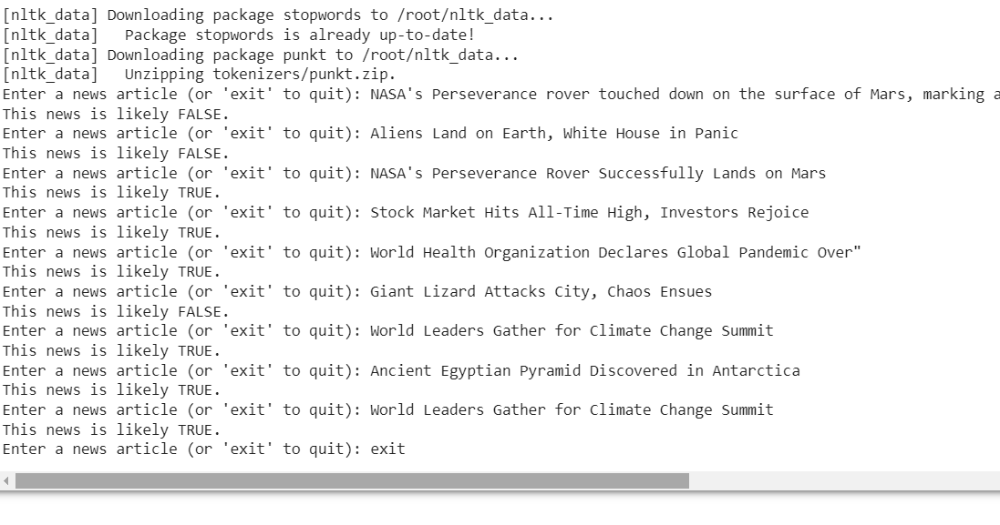 [nltk_data] Downloading package stopwords to /root/nltk_data...
[nltk_data]   Package stopwords is already up-to-date!
[nltk_data] Downloading package punkt to /root/nltk_data...
[nltk_data]   Unzipping tokenizers/punkt.zip.
Enter a news article (or 'exit' to quit): NASA's Perseverance rover touched down on the surface of Mars, marking a
This news is likely FALSE.
Enter a news article (or 'exit' to quit): Aliens Land on Earth, White House in Panic
This news is likely FALSE.
Enter a news article (or 'exit' to quit): NASA's Perseverance Rover Successfully Lands on Mars
This news is likely TRUE.
Enter a news article (or 'exit' to quit): Stock Market Hits All-Time High, Investors Rejoice
This news is likely TRUE.
Enter a news article (or 'exit' to quit): World Health Organization Declares Global Pandemic Over"
This news is likely TRUE.
Enter a news article (or 'exit' to quit): Giant Lizard Attacks City, Chaos Ensues
This news is likely FALSE.
Enter a news article (or 'exit' to quit): World Leaders Gather for Climate Change Summit
This news is likely TRUE.
Enter a news article (or 'exit' to quit): Ancient Egyptian Pyramid Discovered in Antarctica
This news is likely TRUE.
Enter a news article (or 'exit' to quit): World Leaders Gather for Climate Change Summit
This news is likely TRUE.
Enter a news article (or 'exit' to quit): exit